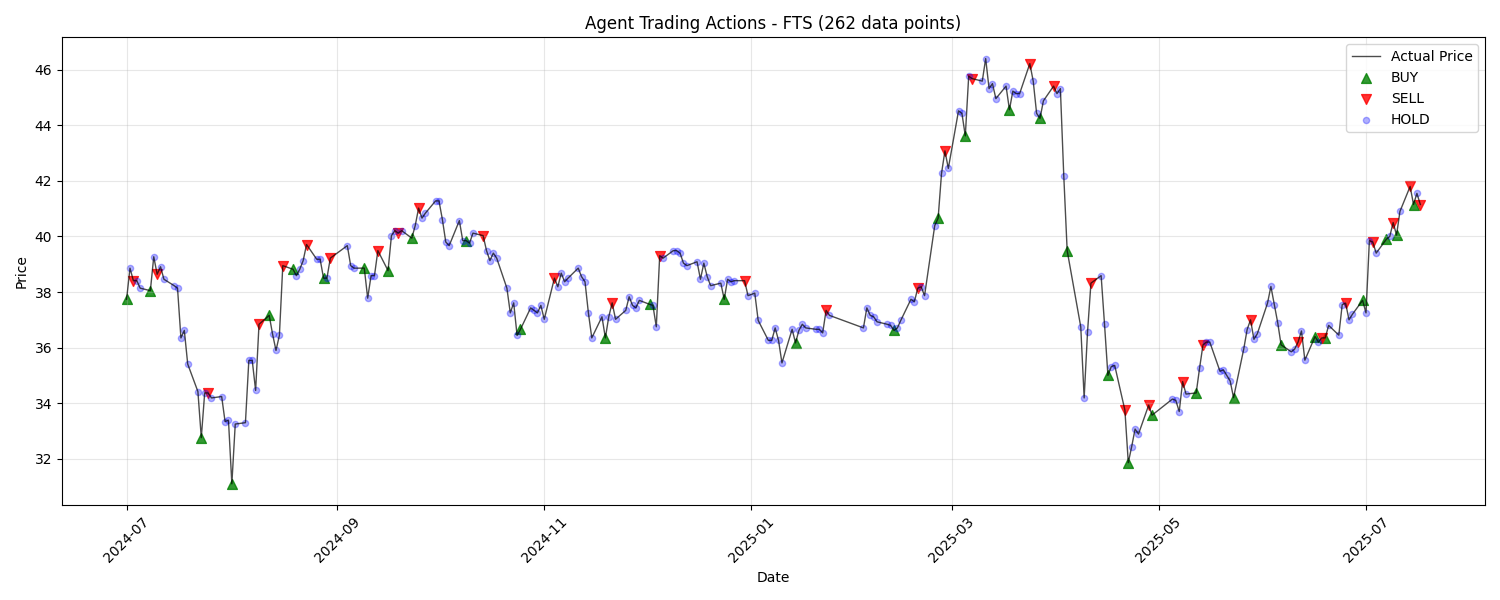 Agent Trading Actions - FTS (262 data points)
Actual Price
BUY
SELL
HOLD
Price
46
44
42
40
38
36
34
32
2024-07
2024-09
2024-11
2025-01
2025-03
2025-05
2025-07
Date